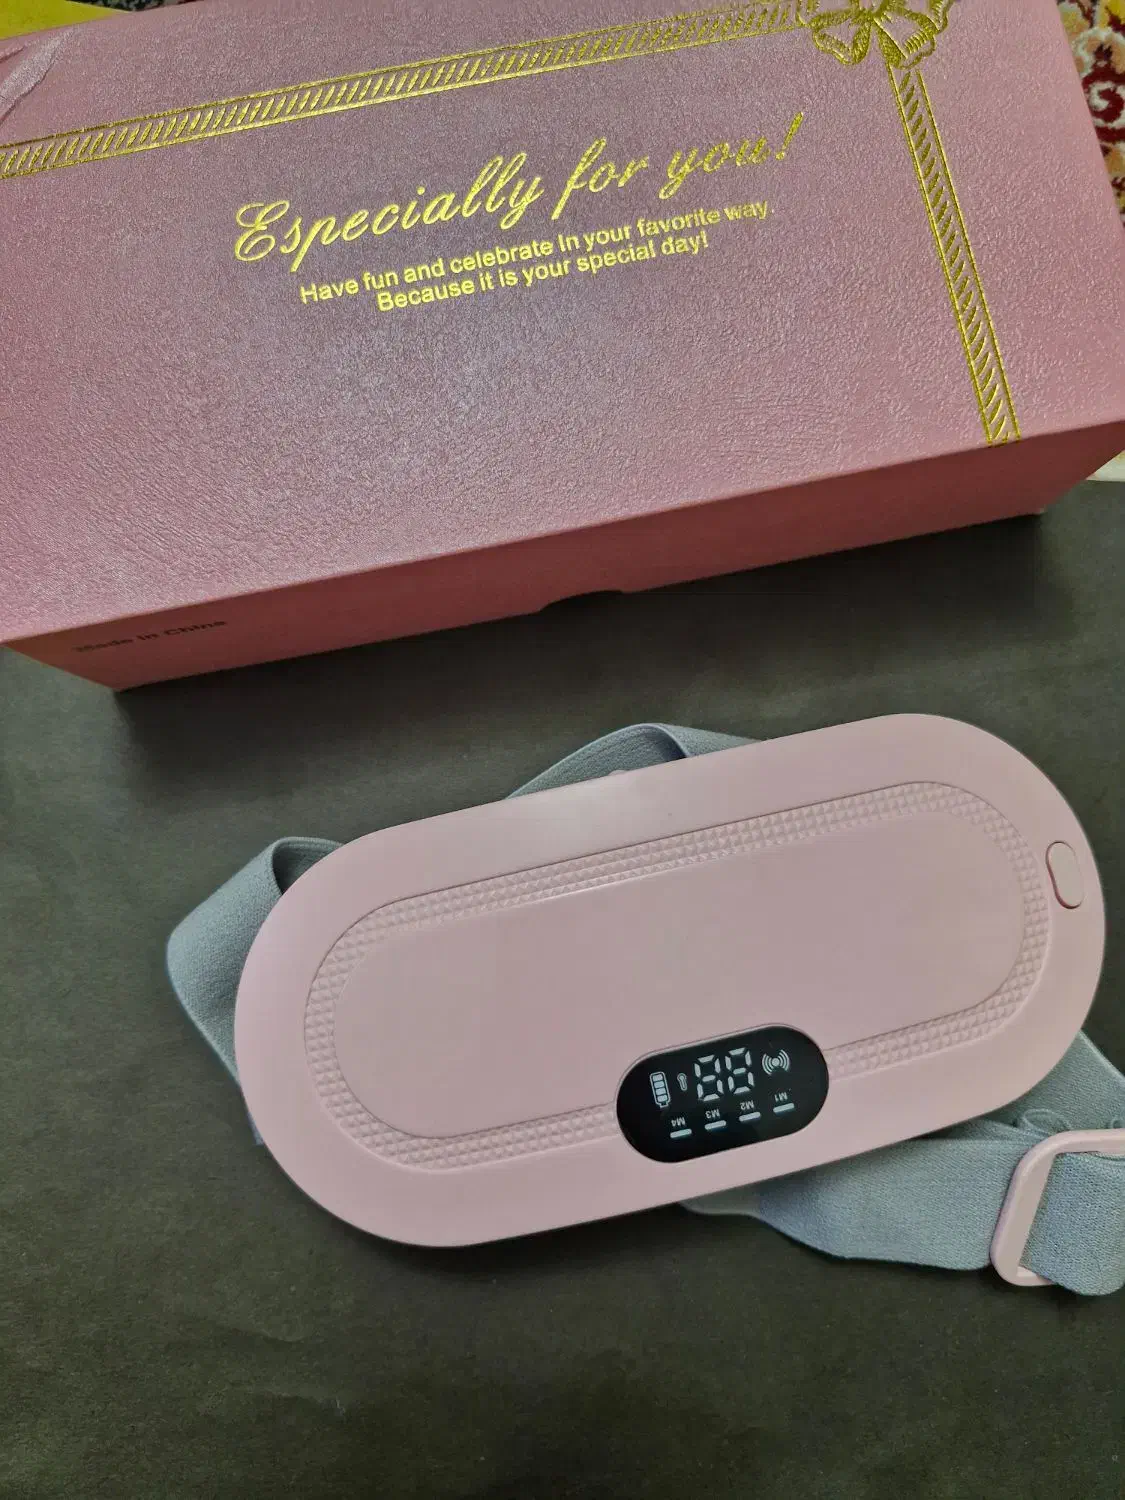 Especially for you!
Have fun and celebrate In your favorite way.
Because it is your special day!
Made in China
88
M4 M3 M2 M1